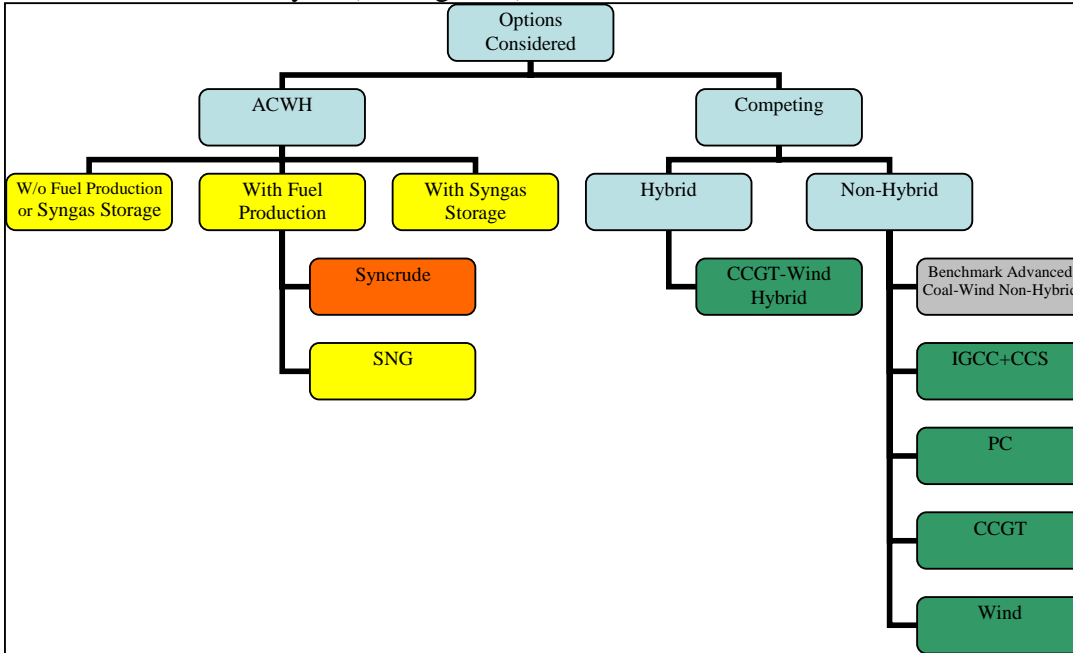 Options
Considered
ACWH
Competing
W/o Fuel Production
or Syngas Storage
With Fuel
Production
With Syngas
Storage
Hybrid
Non-Hybrid
Syncrude
CCGT-Wind
Hybrid
Benchmark Advanced
Coal-Wind Non-Hybrid
SNG
IGCC+CCS
PC
CCGT
Wind